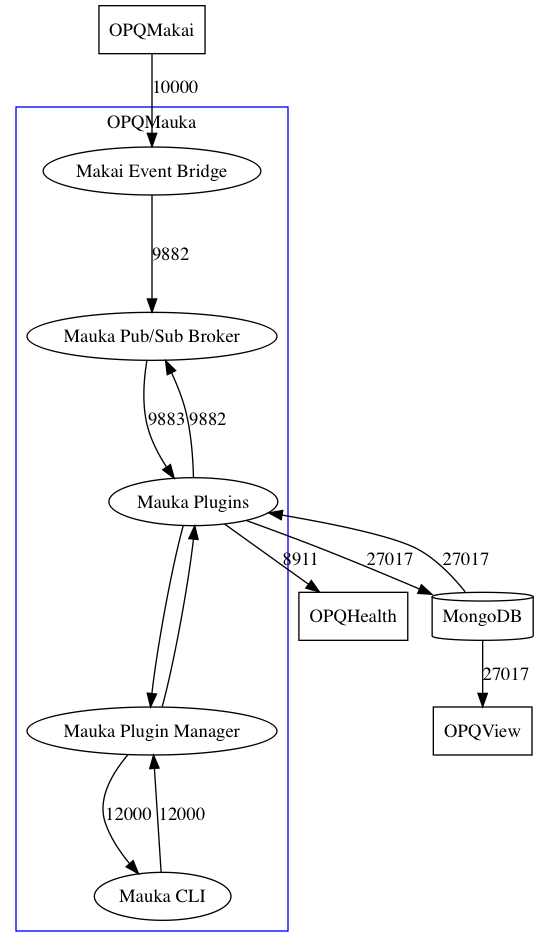 OPQMakai
10000
OPQMauka
Makai Event Bridge
9882
Mauka Pub/Sub Broker
9883
9882
Mauka Plugins
8911
27017
27017
OPQHealth
MongoDB
27017
Mauka Plugin Manager
OPQView
12000
12000
Mauka CLI